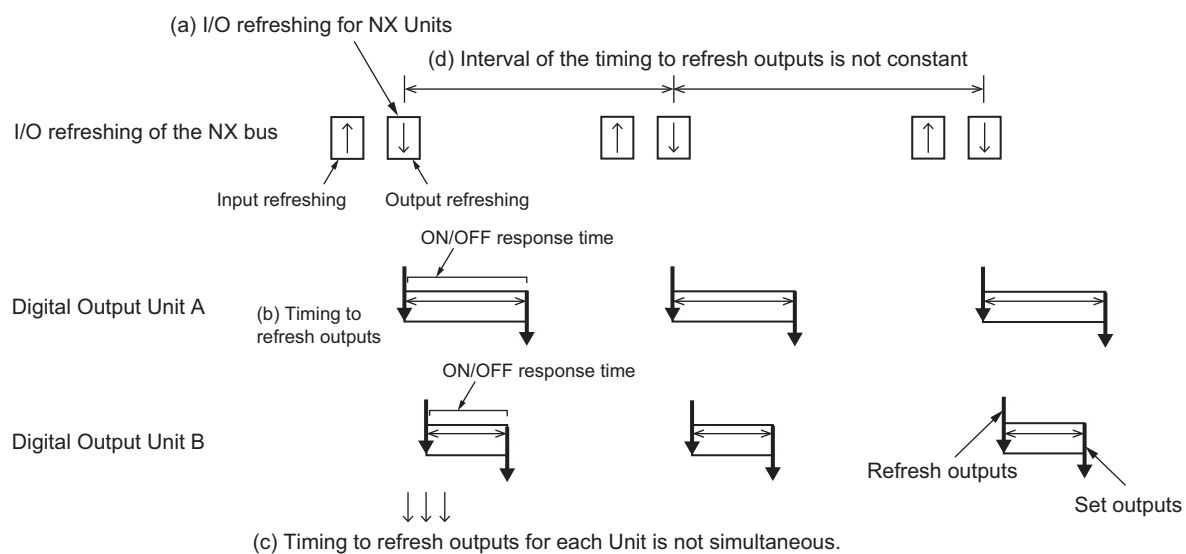 (a) I/O refreshing for NX Units
(d) Interval of the timing to refresh outputs is not constant
I/O refreshing of the NX bus
Input refreshing
Output refreshing
ON/OFF response time
Digital Output Unit A
(b) Timing to
refresh outputs
ON/OFF response time
Digital Output Unit B
Refresh outputs
Set outputs
(c) Timing to refresh outputs for each Unit is not simultaneous.